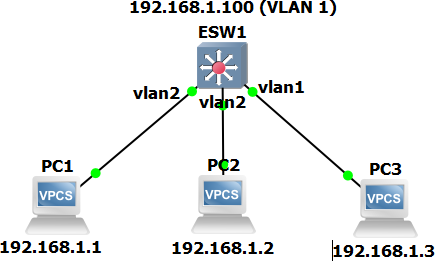 192.168.1.100 (VLAN 1)
ESW1
vlan2
vlan2
vlan1
PC1
PC2
PC3
VPCS
VPCS
VPCS
192.168.1.1
192.168.1.2
192.168.1.3